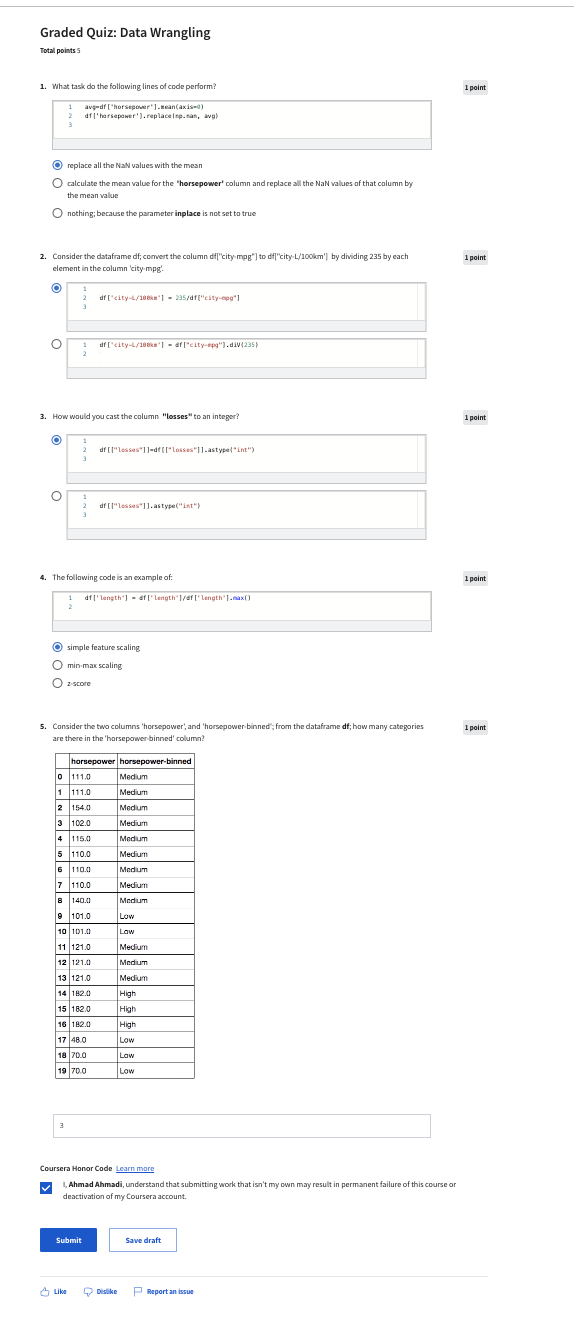 Graded Quiz: Data Wrangling
Total points 5
1. What task do the following lines of code perform?
1 point
1 avg=df['horsepower'].mean(axis=0)
2 df['horsepower'].replace(np.nan, avg)
3
replace all the NaN values with the mean
calculate the mean value for the 'horsepower' column and replace all the NaN values of that column by
the mean value
nothing; because the parameter inplace is not set to true
2. Consider the dataframe df; convert the column df["city-mpg"] to df["city-L/100km'] by dividing 235 by each
element in the column 'city-mpg'.
1 point
1
2 df['city-L/100km'] = 235/df["city-mpg"]
3
1 df['city-L/100km'] = df["city-mpg"].diV(235)
2
3. How would you cast the column "losses" to an integer?
1 point
1
2 df[["losses"]]=df[["losses"]].astype("int")
3
1
2 df[["losses"]].astype("int")
3
4. The following code is an example of:
1 point
1 df['length'] = df['length']/df['length'].max()
2
simple feature scaling
min-max scaling
z-score
5. Consider the two columns 'horsepower', and 'horsepower-binned'; from the dataframe df; how many categories
are there in the 'horsepower-binned' column?
1 point
horsepower horsepower-binned
0 111.0 Medium
1 111.0 Medium
2 154.0 Medium
3 102.0 Medium
4 115.0 Medium
5 110.0 Medium
6 110.0 Medium
7 110.0 Medium
8 140.0 Medium
9 101.0 Low
10 101.0 Low
11 121.0 Medium
12 121.0 Medium
13 121.0 Medium
14 182.0 High
15 182.0 High
16 182.0 High
17 48.0 Low
18 70.0 Low
19 70.0 Low
3
Coursera Honor Code Learn more
I, Ahmad Ahmadi, understand that submitting work that isn't my own may result in permanent failure of this course or
deactivation of my Coursera account.
Submit Save draft
Like Dislike Report an issue